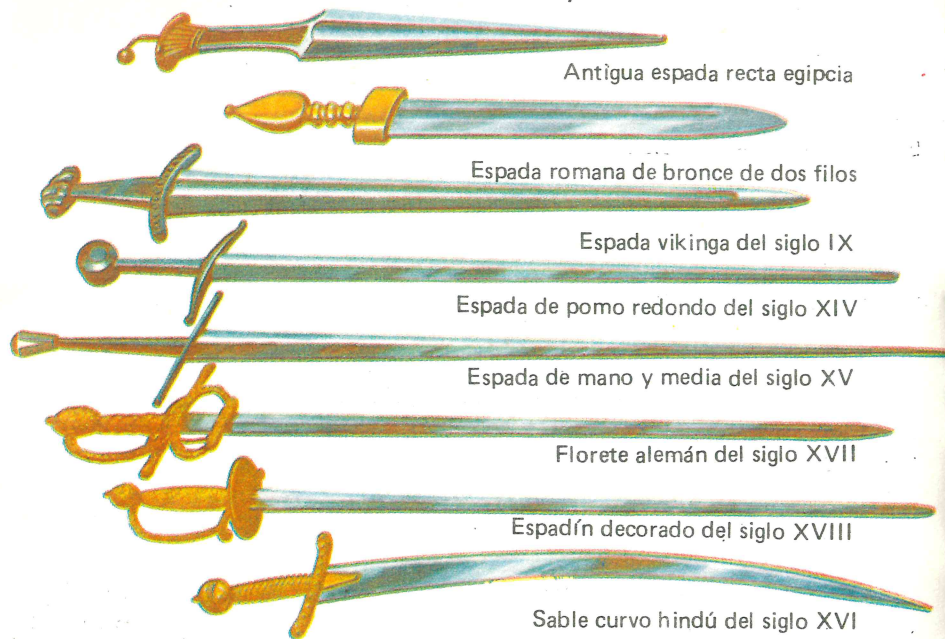 Antigua espada recta egipcia
Espada romana de bronce de dos filos
Espada vikinga del siglo IX
Espada de pomo redondo del siglo XIV
Espada de mano y media del siglo XV
Florete alemán del siglo XVII
Espadín decorado del siglo XVIII
Sable curvo hindú del siglo XVI